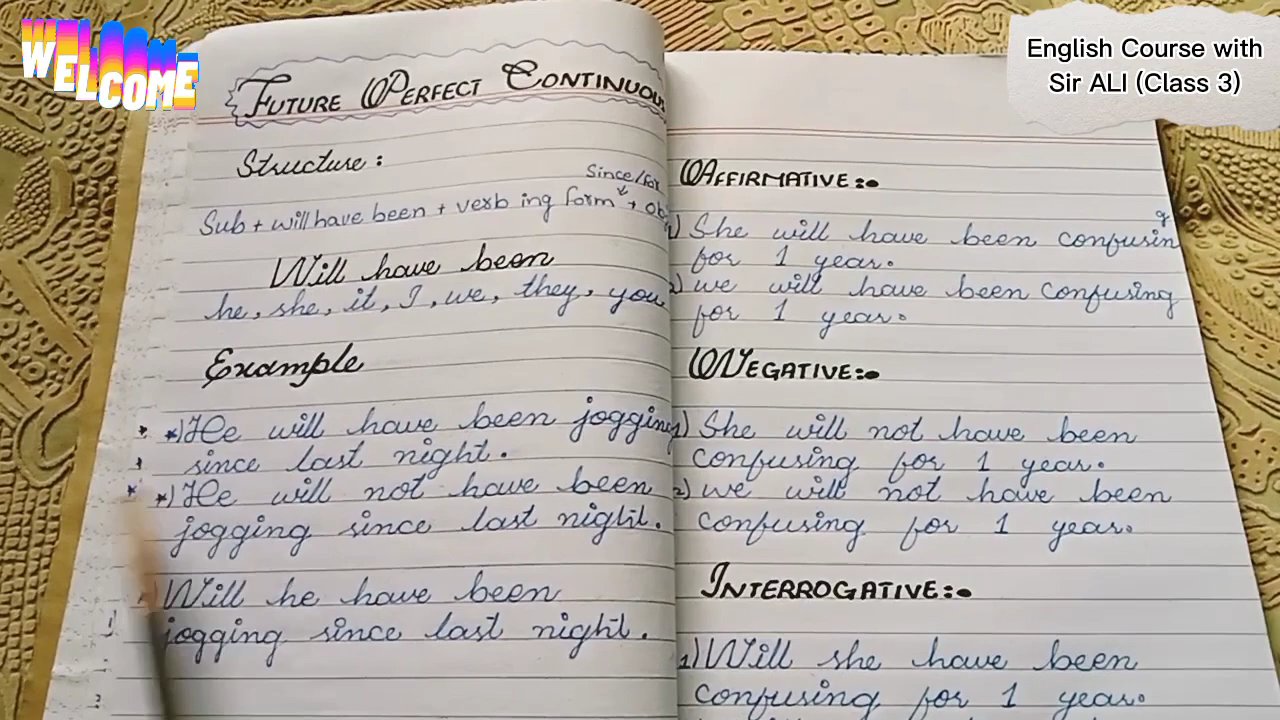 WELCOME
English Course with
Sir ALI (Class 3)
FUTURE PERFECT CONTINUOU
Structure:
Since/for
Sub + will have been + verb ing form + ob
Will have been
he, she, it, I, we, they, you
Example
*) He will have been jogging
since last night.
*) He will not have been
jogging since last night.
Will he have been
jogging since last night.
AFFIRMATIVE:
1) She will have been confusing
for 1 year.
2) we will have been confusing
for 1 year.
NEGATIVE:
1) She will not have been
confusing for 1 year.
2) we will not have been
confusing for 1 year.
INTERROGATIVE:
1) Will she have been
confusing for 1 year.